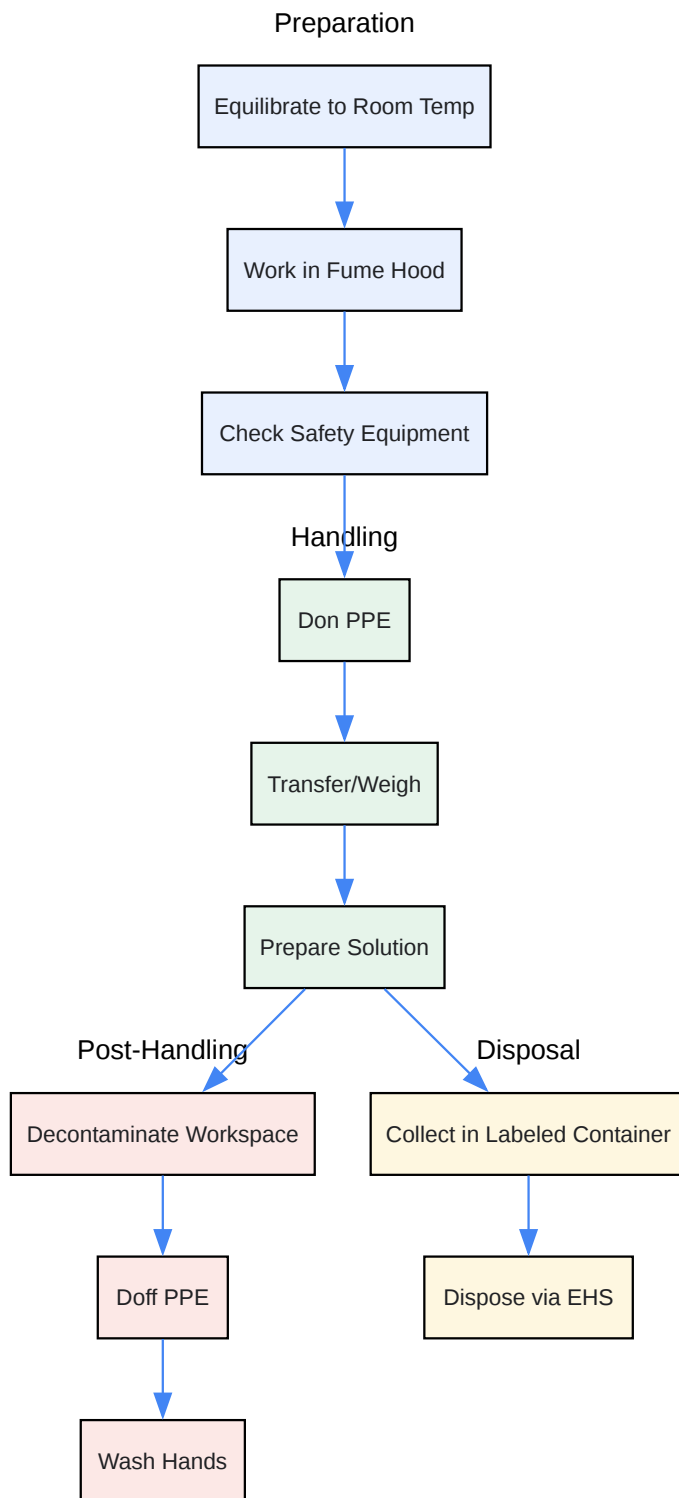 Preparation
Equilibrate to Room Temp
Work in Fume Hood
Check Safety Equipment
Handling
Don PPE
Transfer/Weigh
Prepare Solution
Post-Handling
Disposal
Decontaminate Workspace
Collect in Labeled Container
Doff PPE
Dispose via EHS
Wash Hands